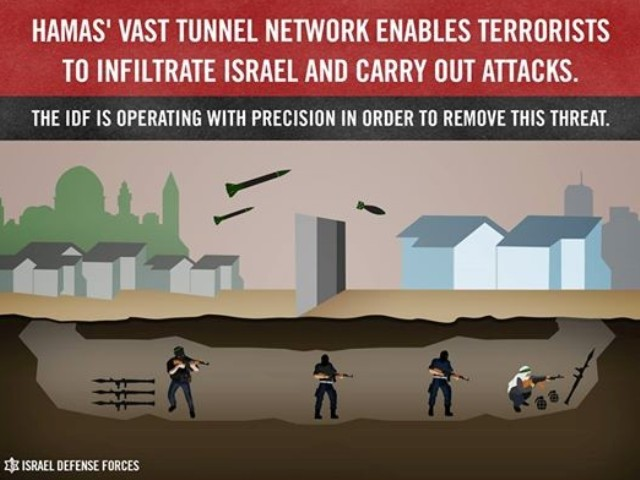 HAMAS' VAST TUNNEL NETWORK ENABLES TERRORISTS
TO INFILTRATE ISRAEL AND CARRY OUT ATTACKS.
THE IDF IS OPERATING WITH PRECISION IN ORDER TO REMOVE THIS THREAT.
ISRAEL DEFENSE FORCES